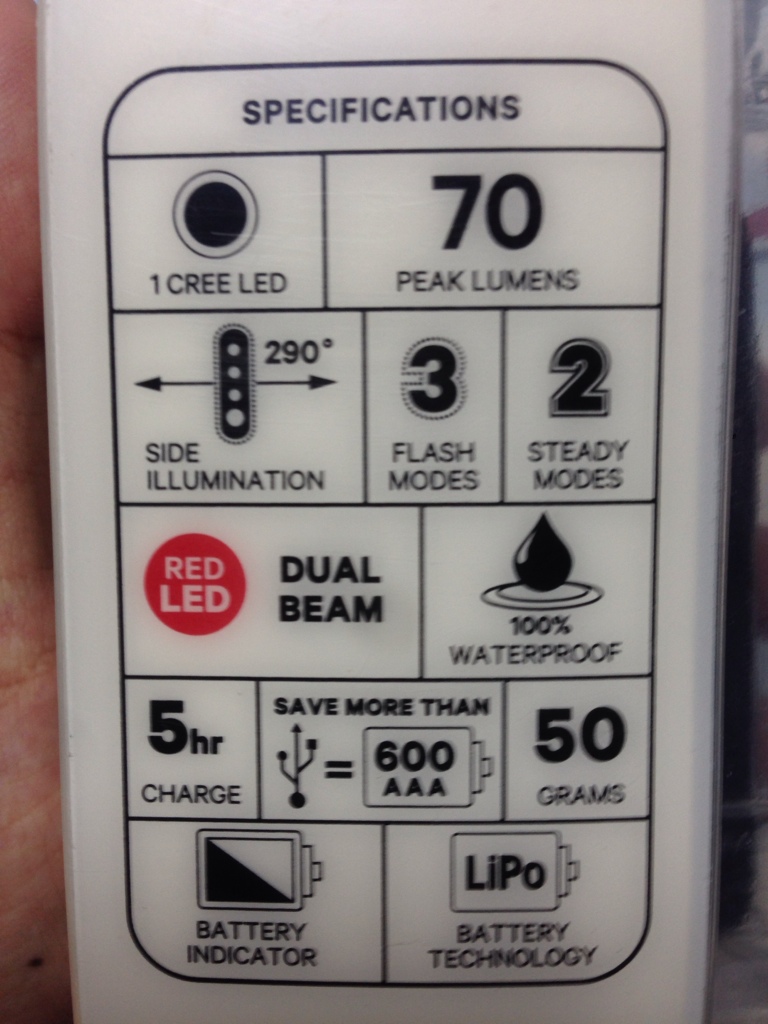 SPECIFICATIONS
1 CREE LED
70
PEAK LUMENS
290°
SIDE
ILLUMINATION
3
FLASH
MODES
2
STEADY
MODES
RED
LED
DUAL
BEAM
100%
WATERPROOF
5hr
CHARGE
SAVE MORE THAN
= 600
AAA
50
GRAMS
BATTERY
INDICATOR
LiPo
BATTERY
TECHNOLOGY